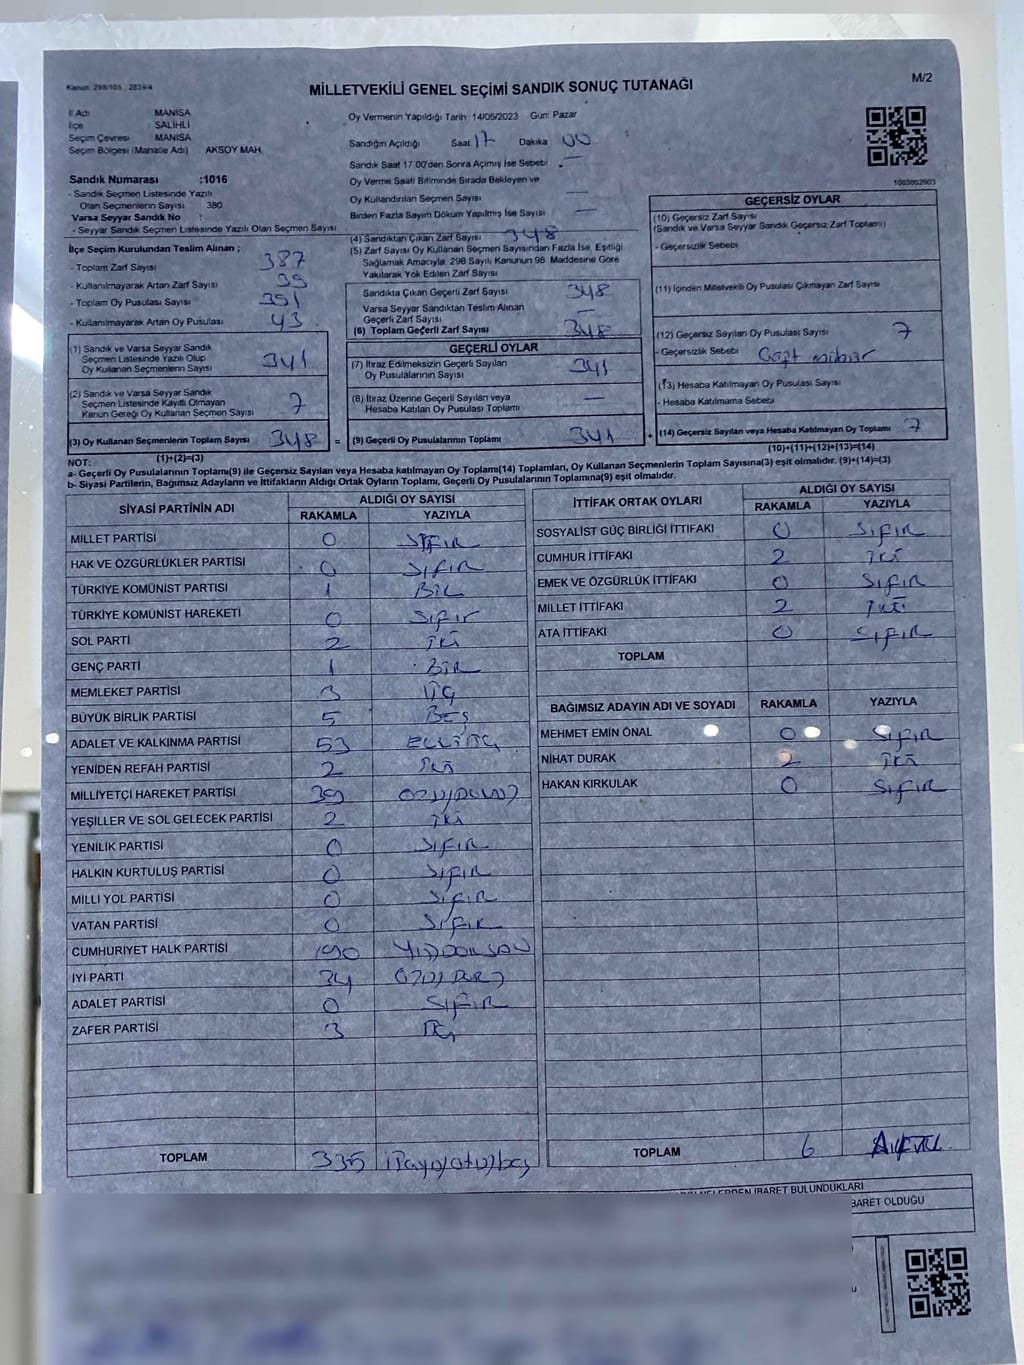 Kanun: 298/105, 2839/4
MİLLETVEKİLİ GENEL SEÇİMİ SANDIK SONUÇ TUTANAĞI
M/2
İl Adı MANİSA
İlçe SALİHLİ
Seçim Çevresi MANİSA
Seçim Bölgesi (Mahalle Adı) AKSOY MAH.
Oy Vermenin Yapıldığı Tarih 14/05/2023 Gün: Pazar
Sandığın Açıldığı Saat 17 Dakika 00
Sandık Saat 17:00'den Sonra Açılmış İse Sebebi —
Oy Verme Saati Bitiminde Sırada Bekleyen ve
Oy Kullandırılan Seçmen Sayısı —
Birden Fazla Sayım Döküm Yapılmış İse Sayısı —
Sandık Numarası :1016
- Sandık Seçmen Listesinde Yazılı
Olan Seçmenlerin Sayısı 380
Varsa Seyyar Sandık No :
- Seyyar Sandık Seçmen Listesinde Yazılı Olan Seçmen Sayısı
İlçe Seçim Kurulundan Teslim Alınan ;
- Toplam Zarf Sayısı 387
- Kullanılmayarak Artan Zarf Sayısı 39
- Toplam Oy Pusulası Sayısı 391
- Kullanılmayarak Artan Oy Pusulası 43
(1) Sandık ve Varsa Seyyar Sandık
Seçmen Listesinde Yazılı Olup
Oy Kullanan Seçmenlerin Sayısı 341
(2) Sandık ve Varsa Seyyar Sandık
Seçmen Listesinde Kayıtlı Olmayan
Kanun Gereği Oy Kullanan Seçmen Sayısı 7
(3) Oy Kullanan Seçmenlerin Toplam Sayısı 348 =
(1)+(2)=(3)
(4) Sandıktan Çıkan Zarf Sayısı 348
(5) Zarf Sayısı Oy Kullanan Seçmen Sayısından Fazla İse, Eşitliği
Sağlamak Amacıyla, 298 Sayılı Kanunun 98. Maddesine Göre
Yakılarak Yok Edilen Zarf Sayısı
Sandıkta Çıkan Geçerli Zarf Sayısı 348
Varsa Seyyar Sandıktan Teslim Alınan
Geçerli Zarf Sayısı —
(6) Toplam Geçerli Zarf Sayısı 348
GEÇERLİ OYLAR
(7) İtiraz Edilmeksizin Geçerli Sayılan
Oy Pusulalarının Sayısı 341
(8) İtiraz Üzerine Geçerli Sayılan veya
Hesaba Katılan Oy Pusulası Toplamı —
(9) Geçerli Oy Pusulalarının Toplamı 341 +
1083802603
GEÇERSİZ OYLAR
(10) Geçersiz Zarf Sayısı
(Sandık ve Varsa Seyyar Sandık Geçersiz Zarf Toplamı)
- Geçersizlik Sebebi
(11) İçinden Milletvekili Oy Pusulası Çıkmayan Zarf Sayısı
(12) Geçersiz Sayılan Oy Pusulası Sayısı 7
- Geçersizlik Sebebi Çift mühür
(13) Hesaba Katılmayan Oy Pusulası Sayısı
- Hesaba Katılmama Sebebi
(14) Geçersiz Sayılan veya Hesaba Katılmayan Oy Toplamı 7
(10)+(11)+(12)+(13)=(14)
NOT:
a- Geçerli Oy Pusulalarının Toplamı(9) ile Geçersiz Sayılan veya Hesaba katılmayan Oy Toplamı(14) Toplamları, Oy Kullanan Seçmenlerin Toplam Sayısına(3) eşit olmalıdır. (9)+(14)=(3)
b- Siyasi Partilerin, Bağımsız Adayların ve İttifakların Aldığı Ortak Oyların Toplamı, Geçerli Oy Pusulalarının Toplamına(9) eşit olmalıdır.
SİYASİ PARTİNİN ADI ALDIĞI OY SAYISI
RAKAMLA YAZIYLA
MİLLET PARTİSİ 0 SIFIR
HAK VE ÖZGÜRLÜKLER PARTİSİ 0 SIFIR
TÜRKİYE KOMÜNİST PARTİSİ 1 BİR
TÜRKİYE KOMÜNİST HAREKETİ 0 SIFIR
SOL PARTİ 2 İKİ
GENÇ PARTİ 1 BİR
MEMLEKET PARTİSİ 3 ÜÇ
BÜYÜK BİRLİK PARTİSİ 5 BEŞ
ADALET VE KALKINMA PARTİSİ 53 ELLİÜÇ
YENİDEN REFAH PARTİSİ 2 İKİ
MİLLİYETÇİ HAREKET PARTİSİ 39 OTUZDOKUZ
YEŞİLLER VE SOL GELECEK PARTİSİ 2 İKİ
YENİLİK PARTİSİ 0 SIFIR
HALKIN KURTULUŞ PARTİSİ 0 SIFIR
MİLLİ YOL PARTİSİ 0 SIFIR
VATAN PARTİSİ 0 SIFIR
CUMHURİYET HALK PARTİSİ 190 YÜZDOKSAN
İYİ PARTİ 34 OTUZDÖRT
ADALET PARTİSİ 0 SIFIR
ZAFER PARTİSİ 3 ÜÇ
TOPLAM 335 üçyüzotuzbeş
İTTİFAK ORTAK OYLARI ALDIĞI OY SAYISI
RAKAMLA YAZIYLA
SOSYALİST GÜÇ BİRLİĞİ İTTİFAKI 0 SIFIR
CUMHUR İTTİFAKI 2 İKİ
EMEK VE ÖZGÜRLÜK İTTİFAKI 0 SIFIR
MİLLET İTTİFAKI 2 İKİ
ATA İTTİFAKI 0 SIFIR
TOPLAM
BAĞIMSIZ ADAYIN ADI VE SOYADI RAKAMLA YAZIYLA
MEHMET EMİN ÖNAL 0 SIFIR
NİHAT DURAK 2 İKİ
HAKAN KIRKULAK 0 SIFIR
TOPLAM 6
NELERDEN İBARET BULUNDUKLARI
BARET OLDUĞU